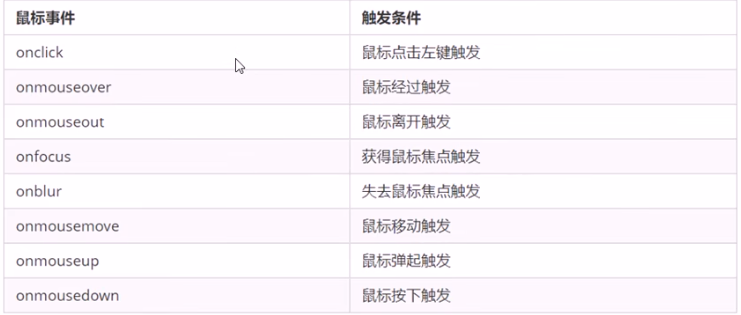 鼠标事件 触发条件
onclick 鼠标点击左键触发
onmouseover 鼠标经过触发
onmouseout 鼠标离开触发
onfocus 获得鼠标焦点触发
onblur 失去鼠标焦点触发
onmousemove 鼠标移动触发
onmouseup 鼠标弹起触发
onmousedown 鼠标按下触发